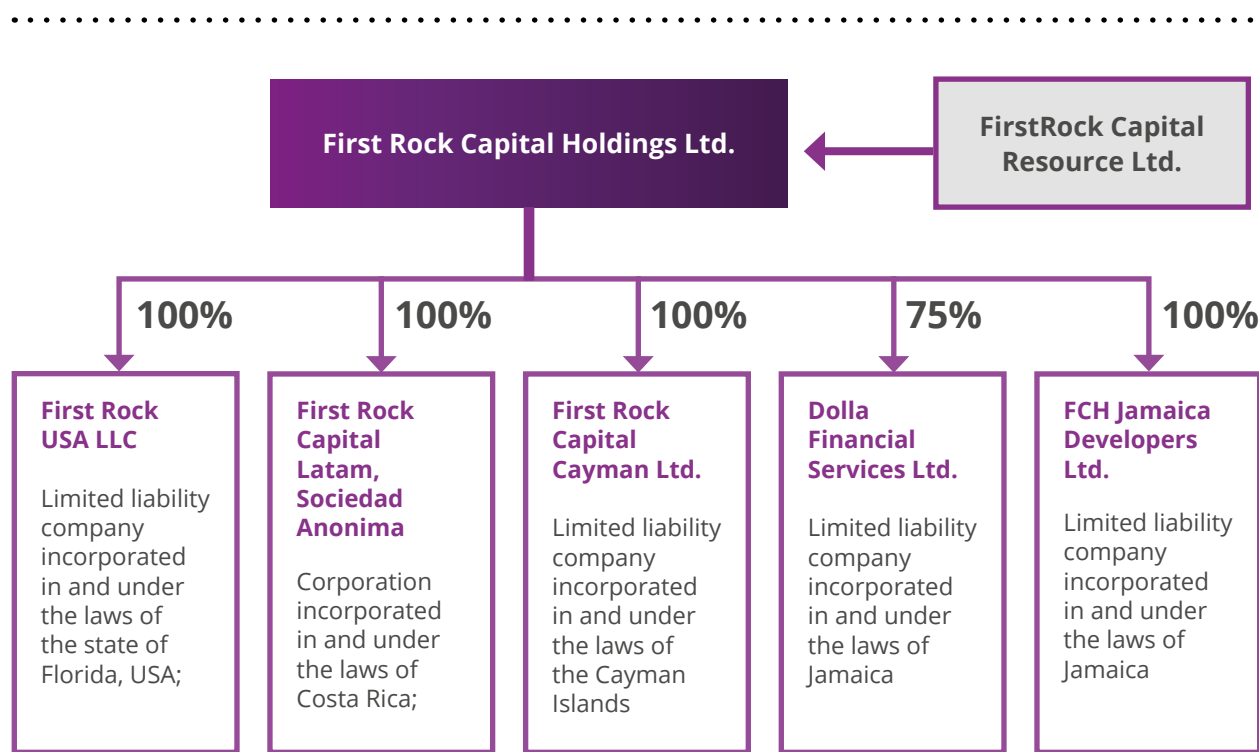 First Rock Capital Holdings Ltd.
FirstRock Capital
Resource Ltd.
100%
100%
100%
75%
100%
First Rock
USA LLC
Limited liability
company
incorporated
in and under
the laws of
the state of
Florida, USA;
First Rock
Capital
Latam,
Sociedad
Anonima
Corporation
incorporated
in and under
the laws of
Costa Rica;
First Rock
Capital
Cayman Ltd.
Limited liability
company
incorporated
in and under
the laws of
the Cayman
Islands
Dolla
Financial
Services Ltd.
Limited liability
company
incorporated
in and under
the laws of
Jamaica
FCH Jamaica
Developers
Ltd.
Limited liability
company
incorporated
in and under
the laws of
Jamaica